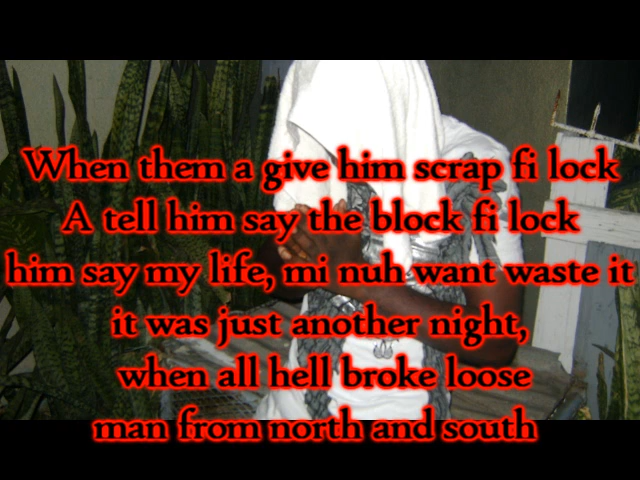 When them a give him scrap fi lock
A tell him say the block fi lock
him say my life, mi nuh want waste it
it was just another night,
when all hell broke loose
man from north and south